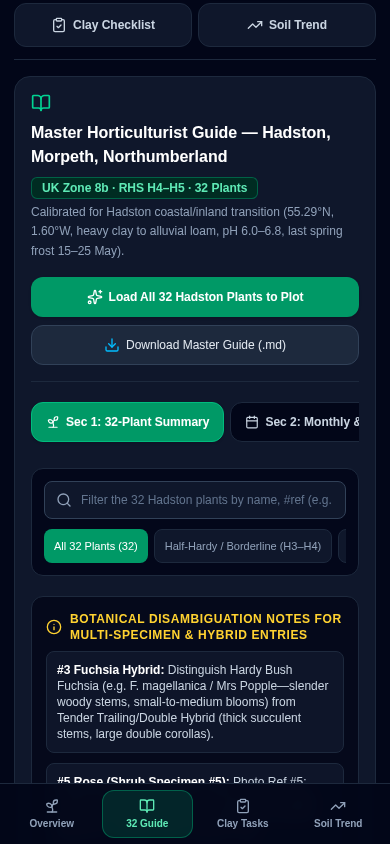 Clay Checklist
Soil Trend
Master Horticulturist Guide — Hadston,
Morpeth, Northumberland
UK Zone 8b · RHS H4–H5 · 32 Plants
Calibrated for Hadston coastal/inland transition (55.29°N,
1.60°W, heavy clay to alluvial loam, pH 6.0–6.8, last spring
frost 15–25 May).
Load All 32 Hadston Plants to Plot
Download Master Guide (.md)
Sec 1: 32-Plant Summary
Sec 2: Monthly &
Filter the 32 Hadston plants by name, #ref (e.g.
All 32 Plants (32)
Half-Hardy / Borderline (H3–H4)
BOTANICAL DISAMBIGUATION NOTES FOR
MULTI-SPECIMEN & HYBRID ENTRIES
#3 Fuchsia Hybrid: Distinguish Hardy Bush
Fuchsia (e.g. F. magellanica / Mrs Popple—slender
woody stems, small-to-medium blooms) from
Tender Trailing/Double Hybrid (thick succulent
stems, large double corollas).
#5 Rose (Shrub Specimen #5): Photo Ref #5:
Overview
32 Guide
Clay Tasks
Soil Trend